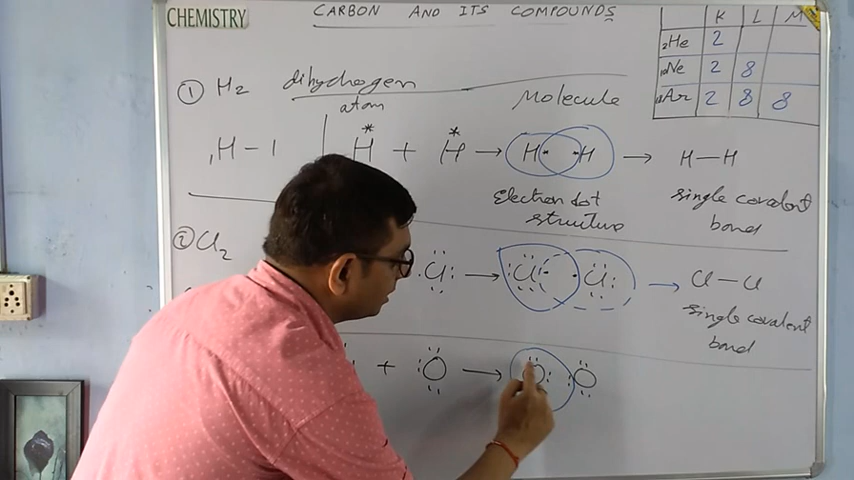 CHEMISTRY
CARBON AND ITS COMPOUNDS
K L M
₂He 2
₁₀Ne 2 8
₁₈Ar 2 8 8
① H₂ dihydrogen
atom Molecule
₁H - 1 H + H → H H → H — H
Electron dot structure
single covalent bond
② Cl₂
Cl → Cl Cl → Cl — Cl
single covalent bond
+ O → O O